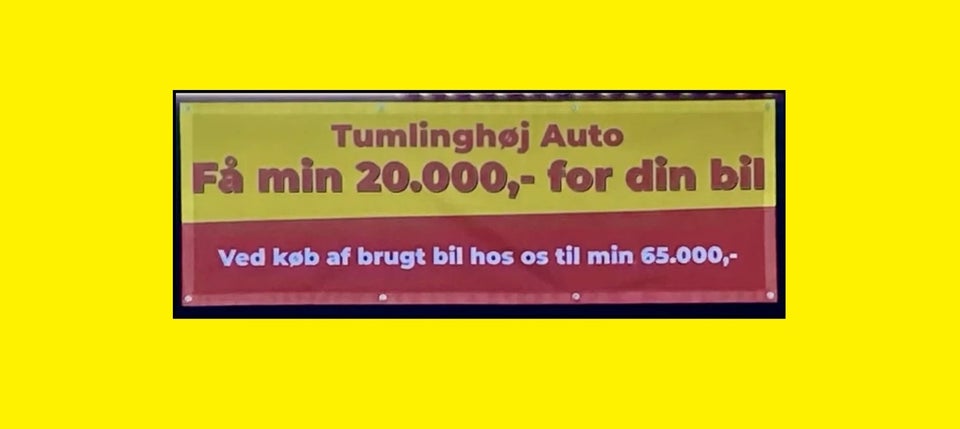 Tumlinghøj Auto
Få min 20.000,- for din bil
Ved køb af brugt bil hos os til min 65.000,-